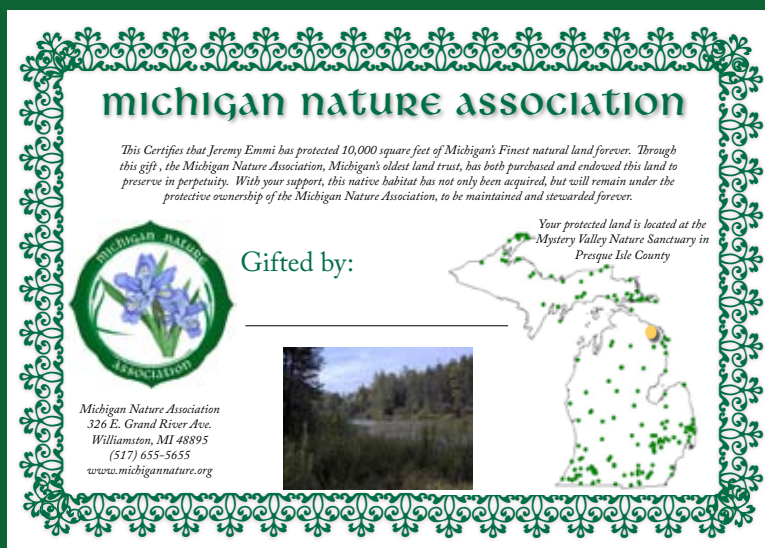 MICHIGAN NATURE ASSOCIATION
This Certifies that Jeremy Emmi has protected 10,000 square feet of Michigan's Finest natural land forever. Through
this gift , the Michigan Nature Association, Michigan's oldest land trust, has both purchased and endowed this land to
preserve in perpetuity. With your support, this native habitat has not only been acquired, but will remain under the
protective ownership of the Michigan Nature Association, to be maintained and stewarded forever.
MICHIGAN NATURE
ASSOCIATION
Gifted by:
Your protected land is located at the
Mystery Valley Nature Sanctuary in
Presque Isle County
Michigan Nature Association
326 E. Grand River Ave.
Williamston, MI 48895
(517) 655-5655
www.michigannature.org